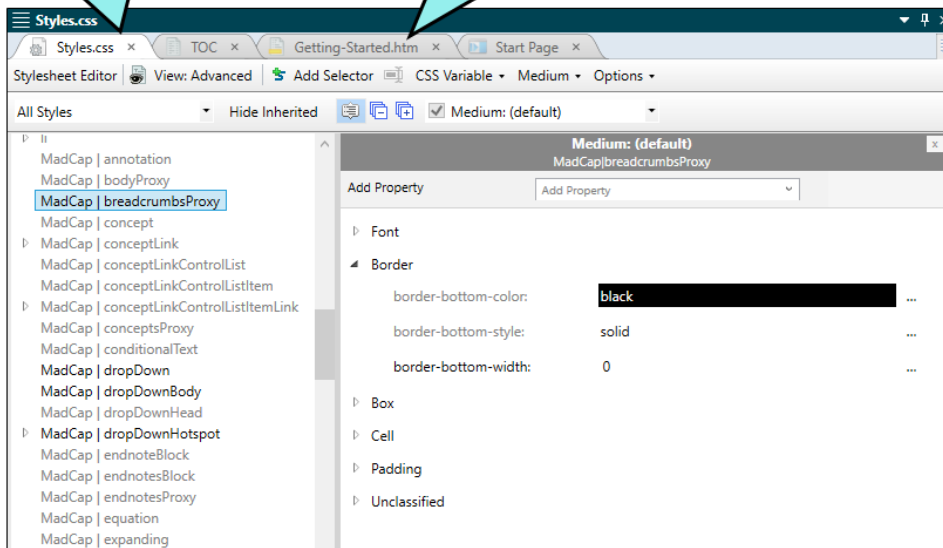 Styles.css
Styles.css TOC Getting-Started.htm Start Page
Stylesheet Editor View: Advanced Add Selector CSS Variable Medium Options
All Styles Hide Inherited Medium: (default)
li
MadCap | annotation
MadCap | bodyProxy
MadCap | breadcrumbsProxy
MadCap | concept
MadCap | conceptLink
MadCap | conceptLinkControlList
MadCap | conceptLinkControlListItem
MadCap | conceptLinkControlListItemLink
MadCap | conceptsProxy
MadCap | conditionalText
MadCap | dropDown
MadCap | dropDownBody
MadCap | dropDownHead
MadCap | dropDownHotspot
MadCap | endnoteBlock
MadCap | endnotesBlock
MadCap | endnotesProxy
MadCap | equation
MadCap | expanding
Medium: (default)
MadCap|breadcrumbsProxy
Add Property Add Property
Font
Border
border-bottom-color: black ...
border-bottom-style: solid ...
border-bottom-width: 0 ...
Box
Cell
Padding
Unclassified